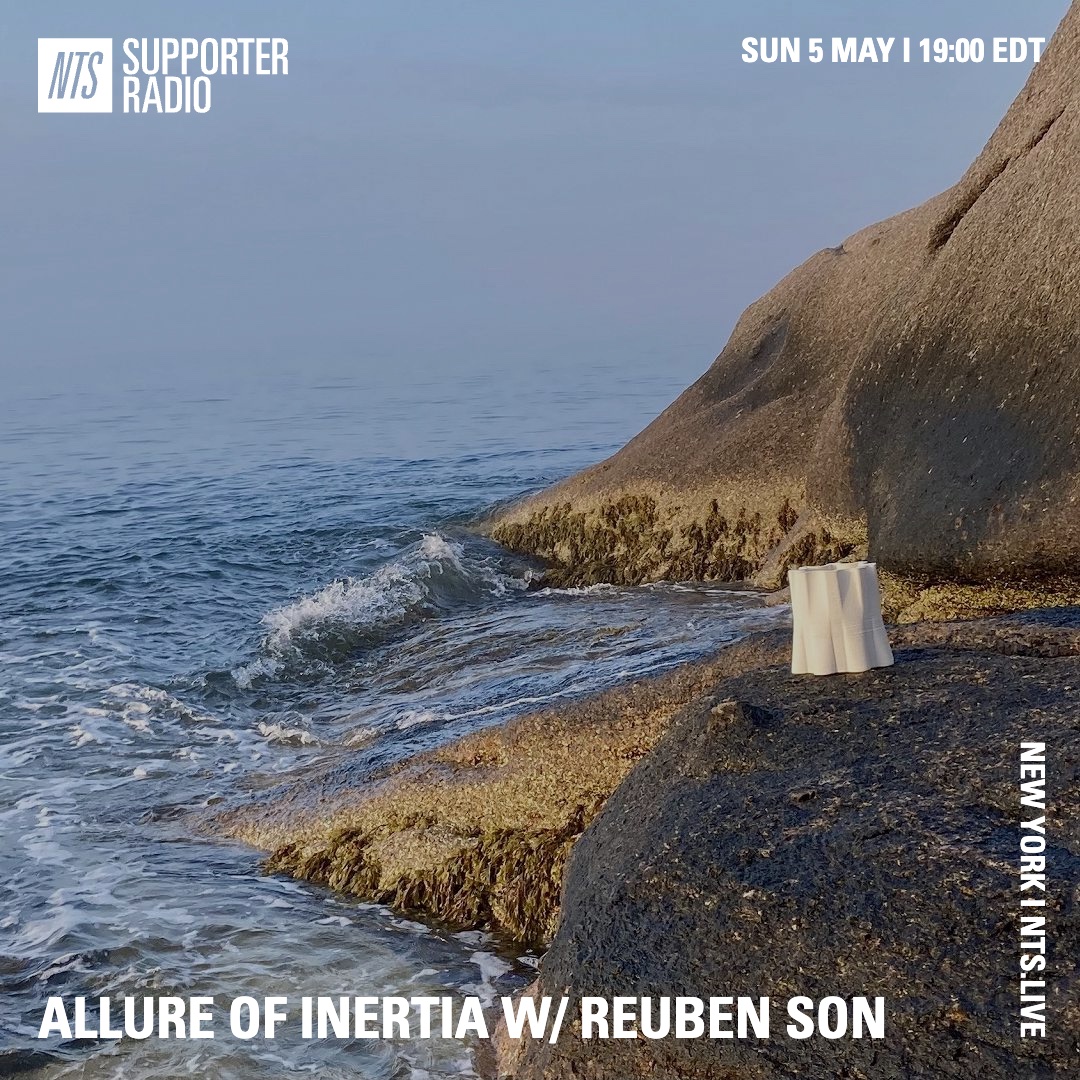 NTS
SUPPORTER
RADIO
SUN 5 MAY | 19:00 EDT
NEW YORK | NTS.LIVE
ALLURE OF INERTIA W/ REUBEN SON